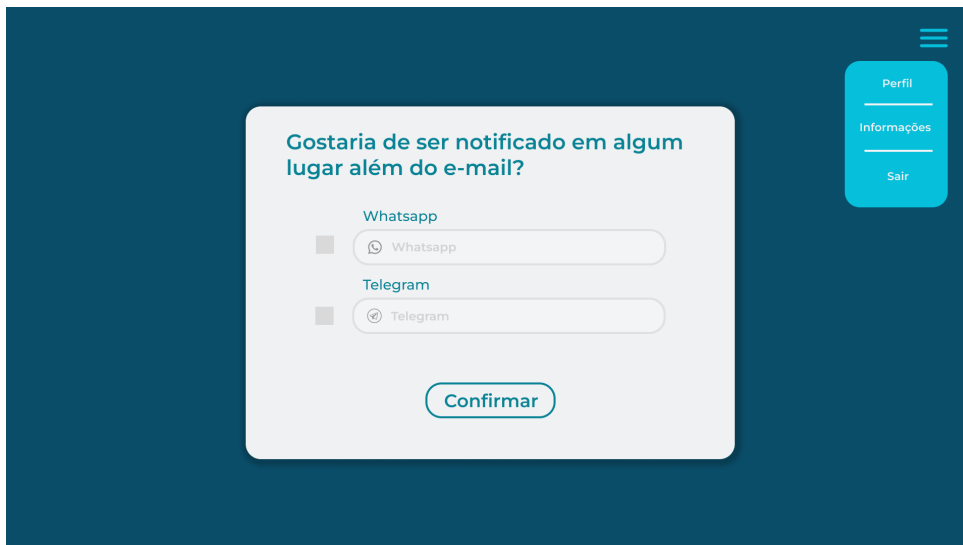 Perfil
Informações
Sair
Gostaria de ser notificado em algum
lugar além do e-mail?
Whatsapp
Whatsapp
Telegram
Telegram
Confirmar